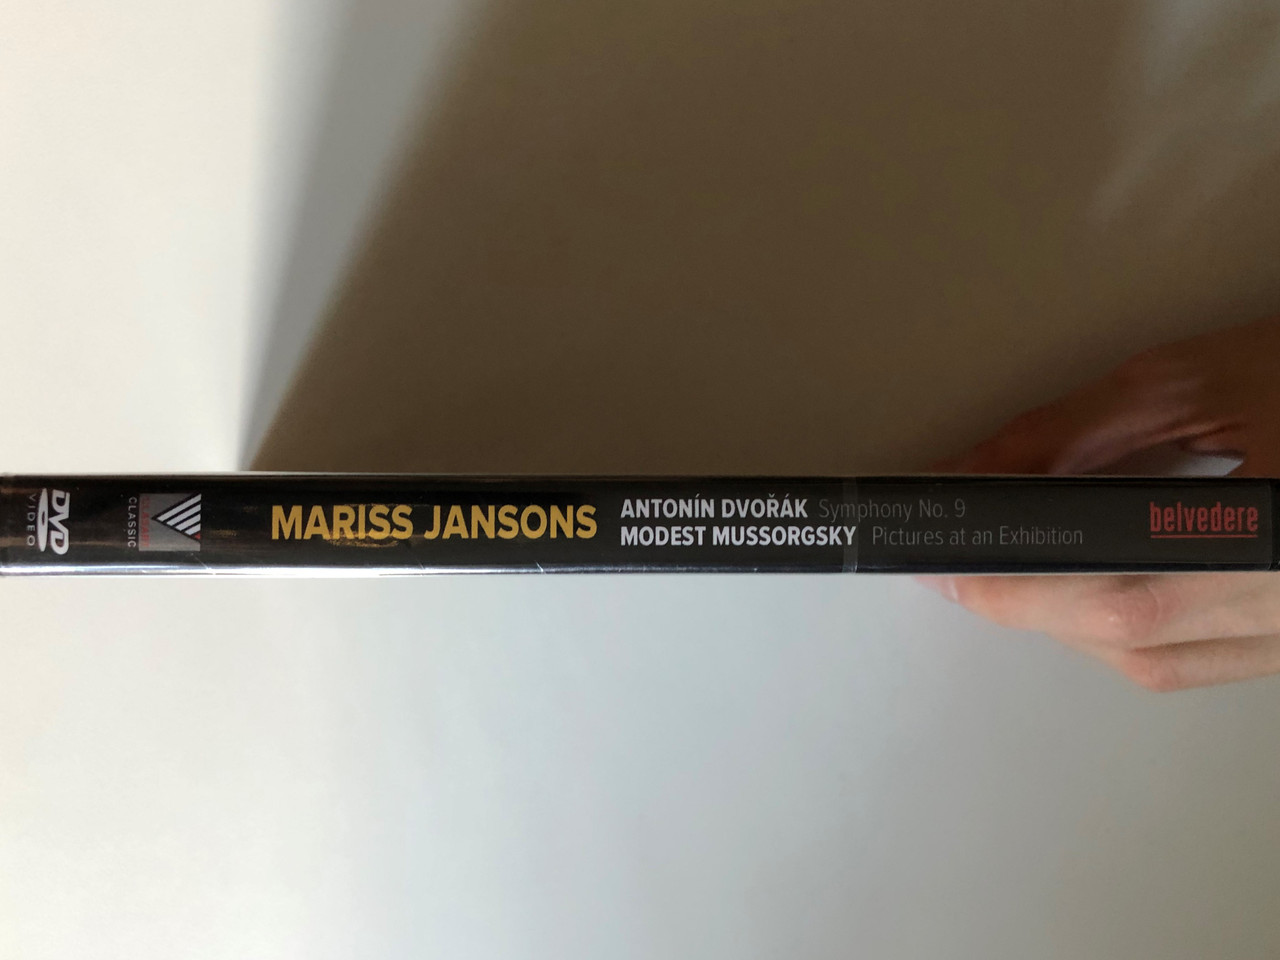 DVD
VIDEO
CLASSIC
MARISS JANSONS
ANTONÍN DVOŘÁK Symphony No. 9
MODEST MUSSORGSKY Pictures at an Exhibition
belvedere